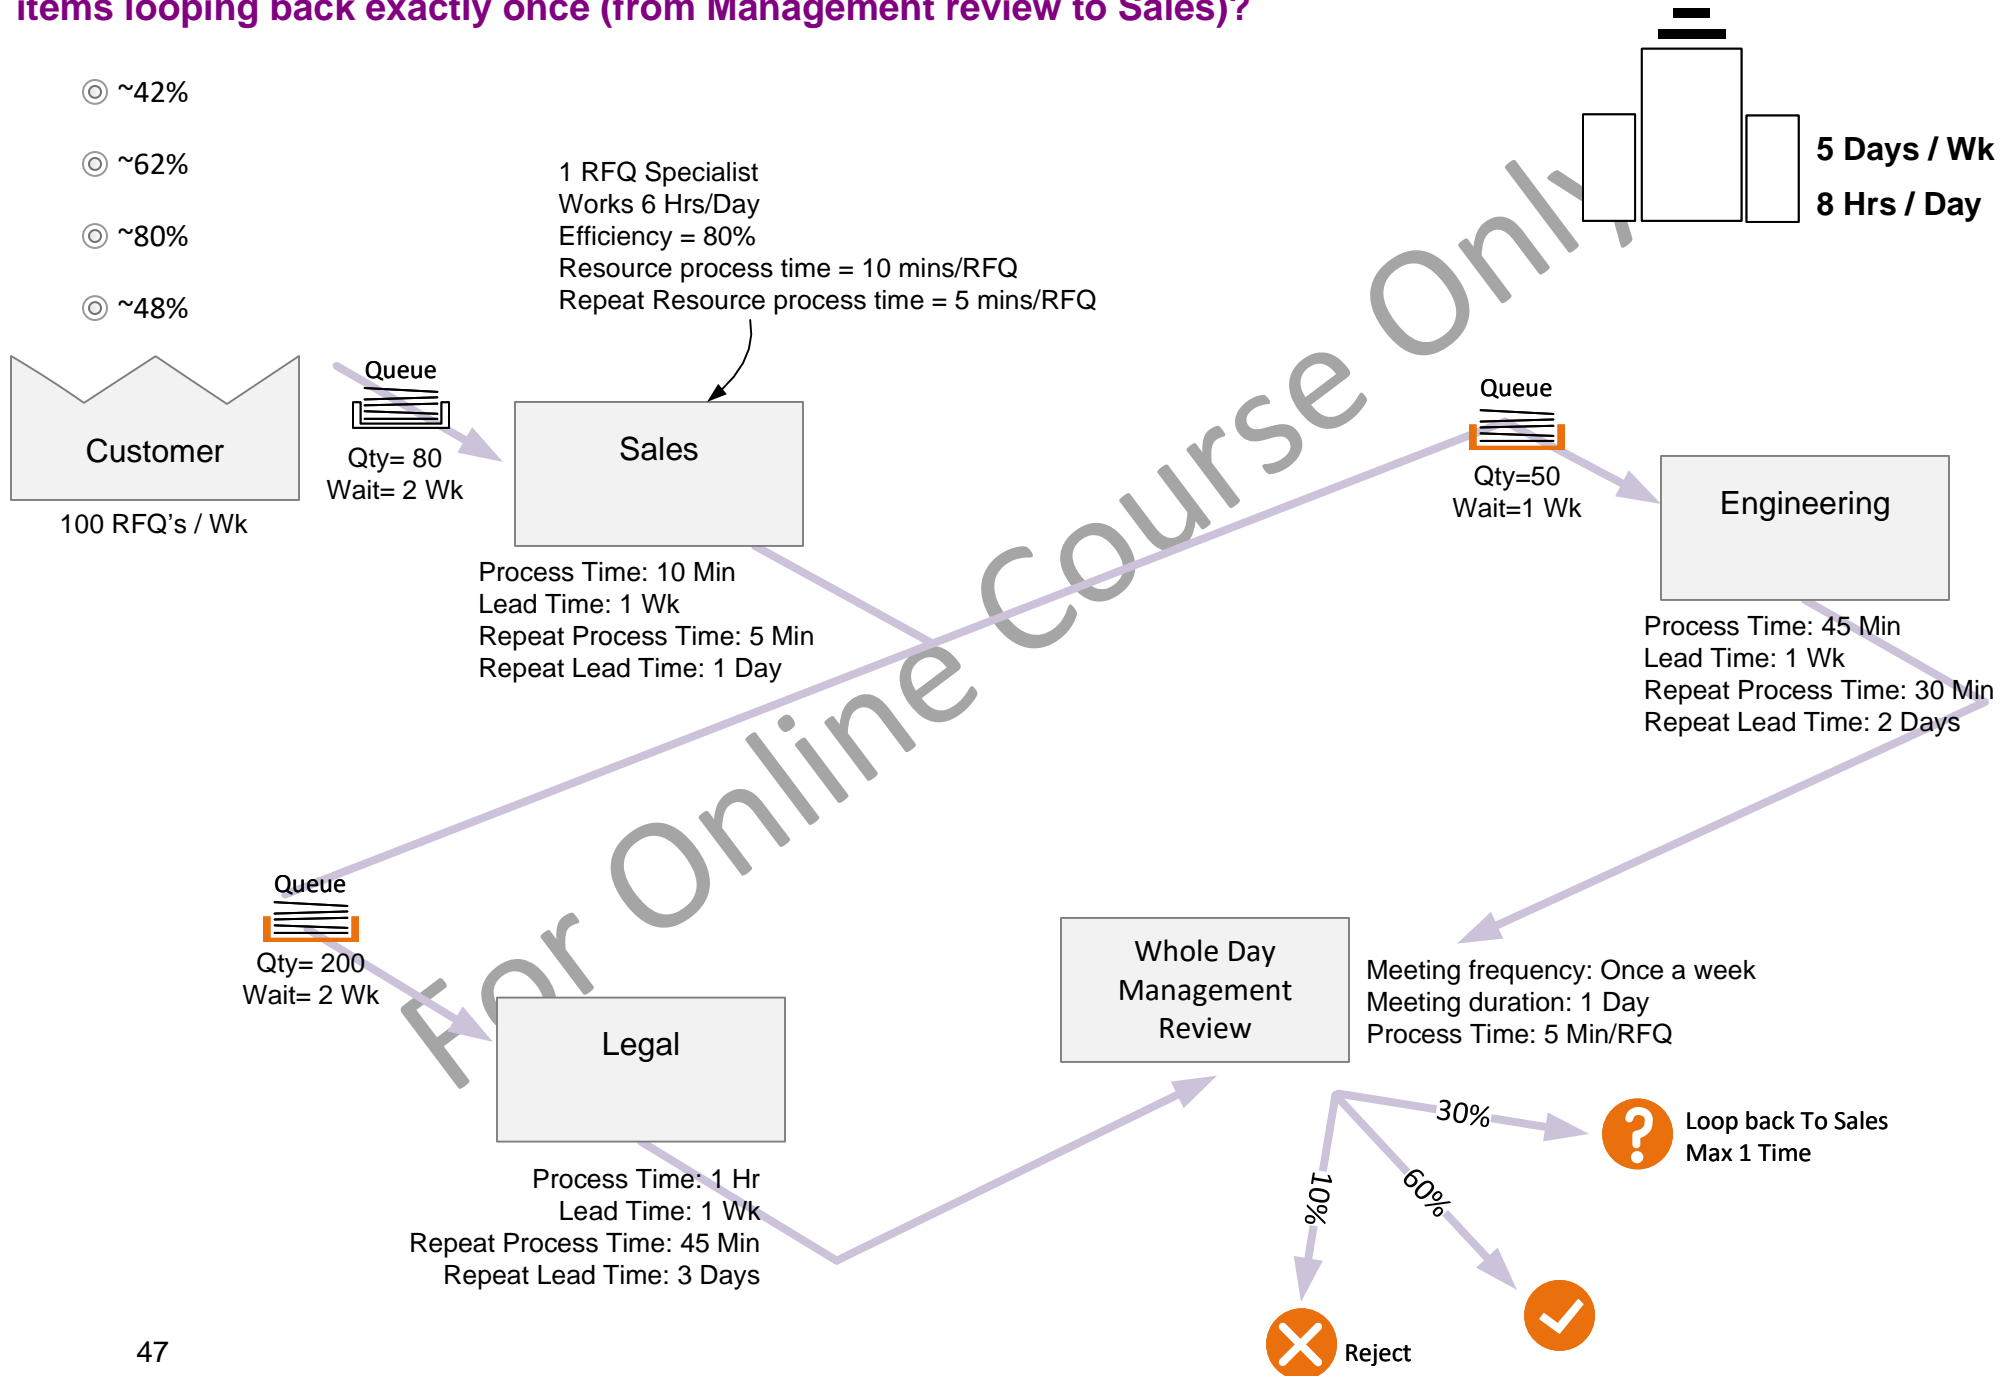 items looping back exactly once (from Management review to Sales)?
~42%
~62%
~80%
~48%
1 RFQ Specialist
Works 6 Hrs/Day
Efficiency = 80%
Resource process time = 10 mins/RFQ
Repeat Resource process time = 5 mins/RFQ
5 Days / Wk
8 Hrs / Day
Customer
100 RFQ's / Wk
Queue
Qty= 80
Wait= 2 Wk
Sales
Process Time: 10 Min
Lead Time: 1 Wk
Repeat Process Time: 5 Min
Repeat Lead Time: 1 Day
Queue
Qty=50
Wait=1 Wk
Engineering
Process Time: 45 Min
Lead Time: 1 Wk
Repeat Process Time: 30 Min
Repeat Lead Time: 2 Days
For Online Course Only
Queue
Qty= 200
Wait= 2 Wk
Legal
Process Time: 1 Hr
Lead Time: 1 Wk
Repeat Process Time: 45 Min
Repeat Lead Time: 3 Days
Whole Day
Management
Review
Meeting frequency: Once a week
Meeting duration: 1 Day
Process Time: 5 Min/RFQ
30%
Loop back To Sales
Max 1 Time
10%
60%
Reject
47